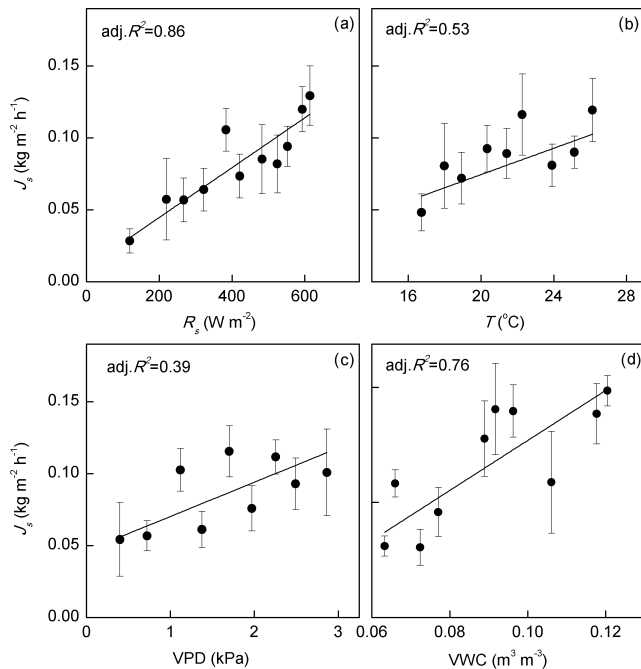 adj.R²=0.86 (a)
adj.R²=0.53 (b)
0.15
0.10
0.05
0.00
Js (kg m-2 h-1)
0 200 400 600
16 20 24 28
Rs (W m-2)
T (oC)
adj.R²=0.39 (c)
adj.R²=0.76 (d)
0.15
0.10
0.05
0.00
Js (kg m-2 h-1)
0 1 2 3
0.06 0.08 0.10 0.12
VPD (kPa)
VWC (m3 m-3)